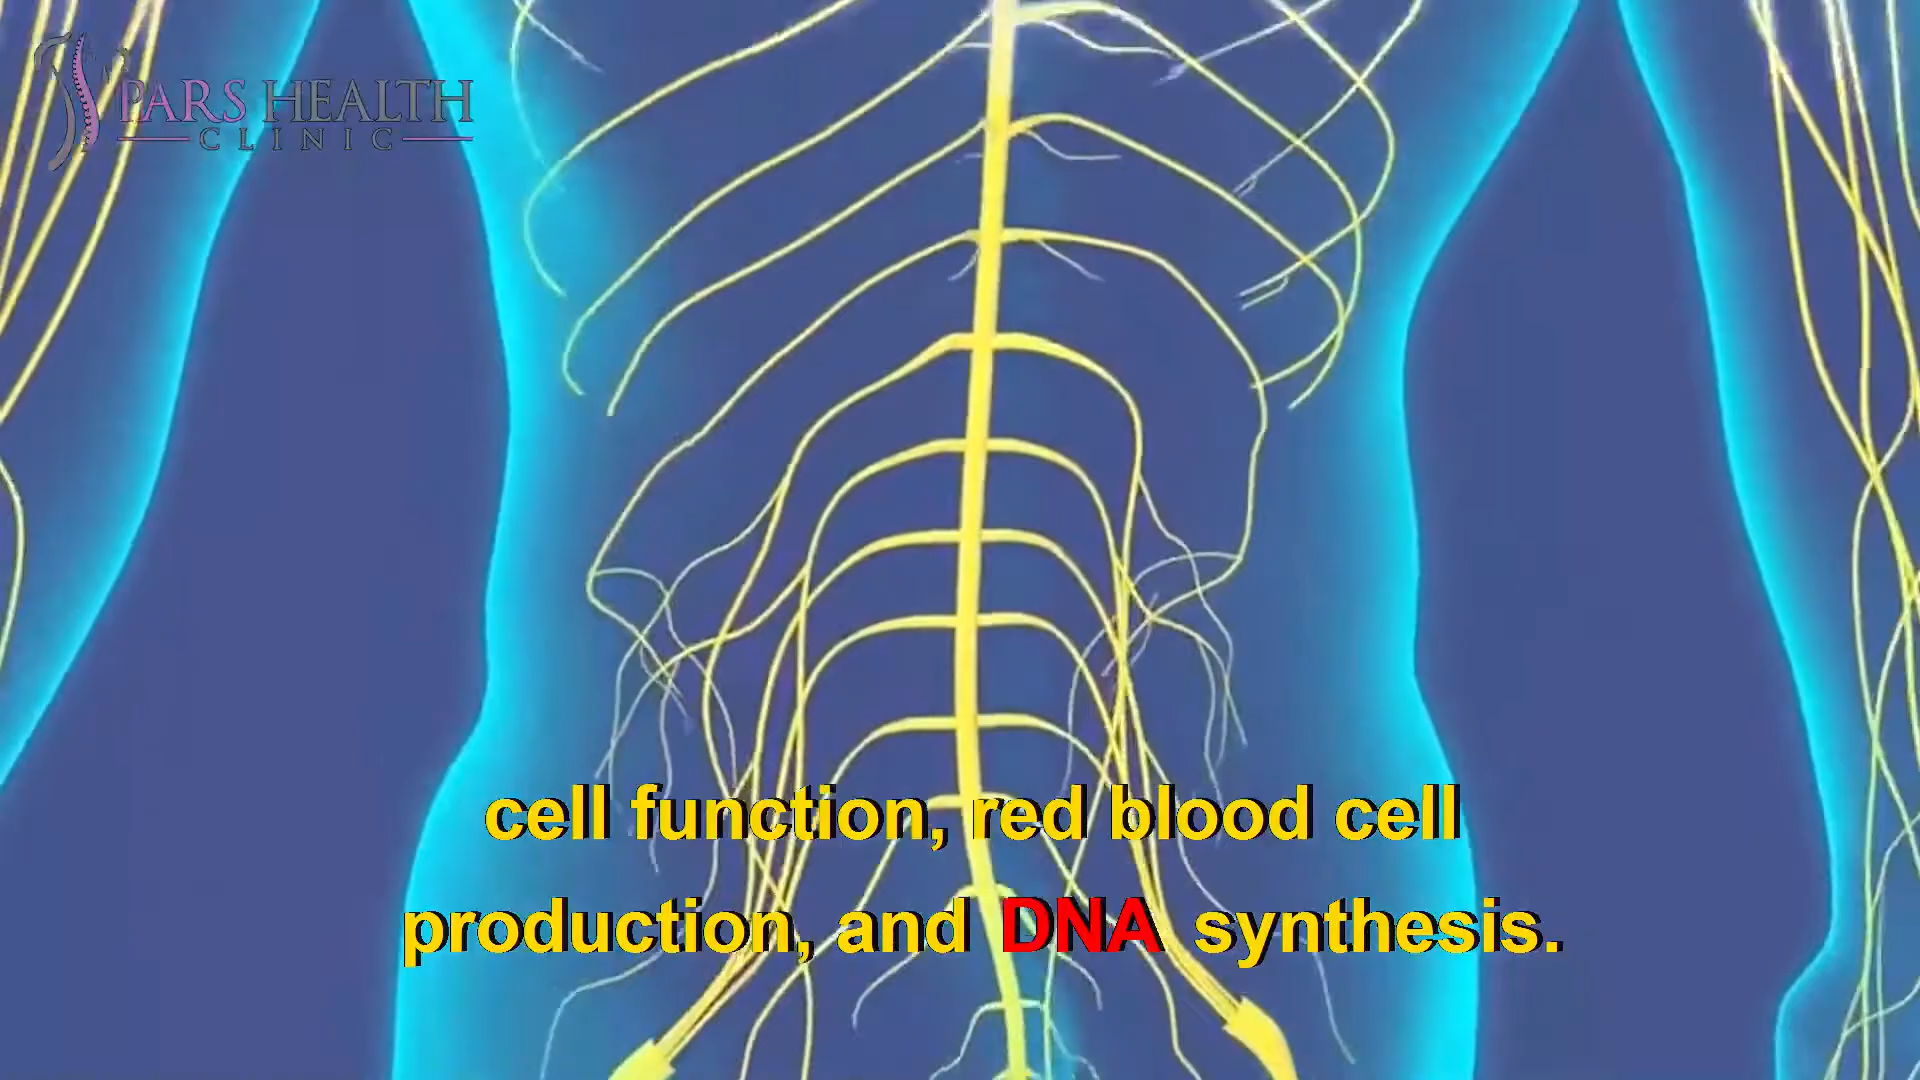 PARS HEALTH
CLINIC
cell function, red blood cell
production, and DNA synthesis.